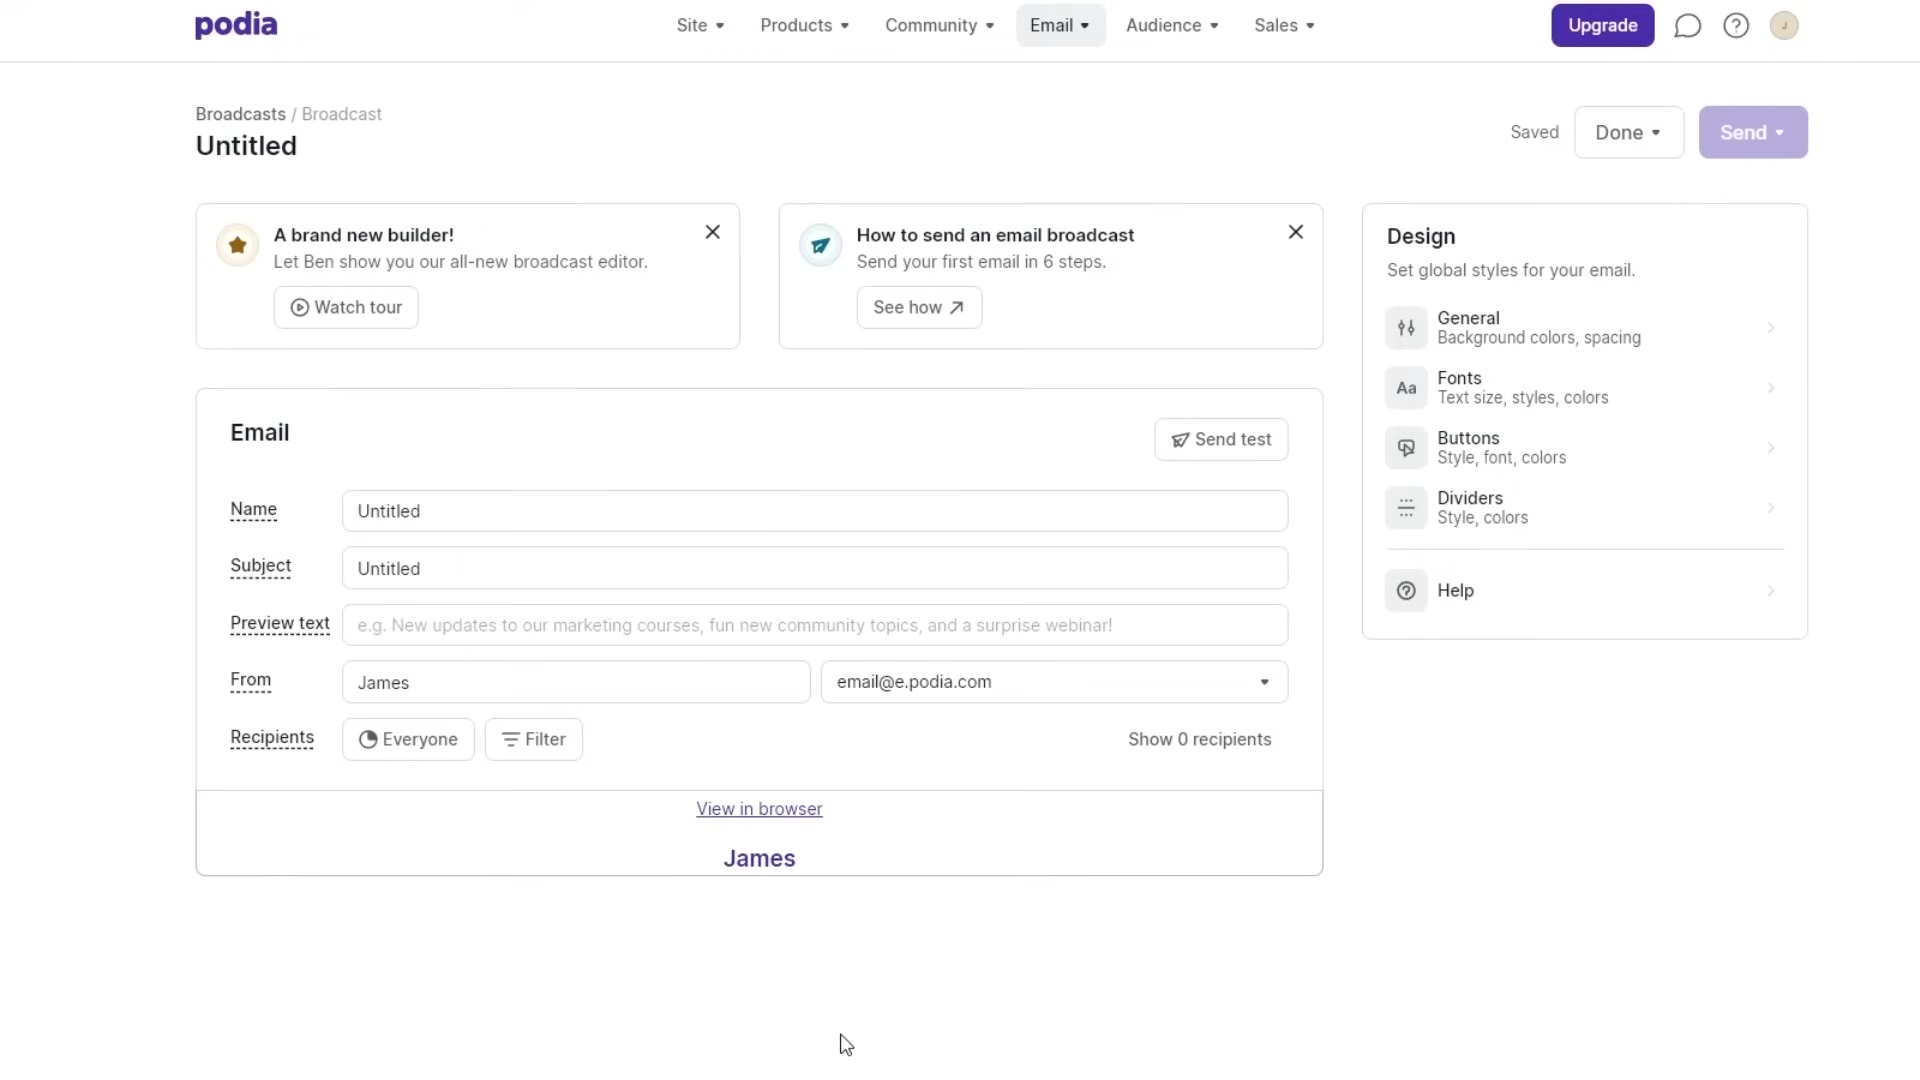 podia
Site
Products
Community
Email
Audience
Sales
Upgrade
J
Broadcasts / Broadcast
Untitled
Saved
Done
Send
A brand new builder!
Let Ben show you our all-new broadcast editor.
Watch tour
How to send an email broadcast
Send your first email in 6 steps.
See how
Design
Set global styles for your email.
General
Background colors, spacing
Aa
Fonts
Text size, styles, colors
Buttons
Style, font, colors
Dividers
Style, colors
Help
Email
Send test
Name
Untitled
Subject
Untitled
Preview text
e.g. New updates to our marketing courses, fun new community topics, and a surprise webinar!
From
James
email@e.podia.com
Recipients
Everyone
Filter
Show 0 recipients
View in browser
James